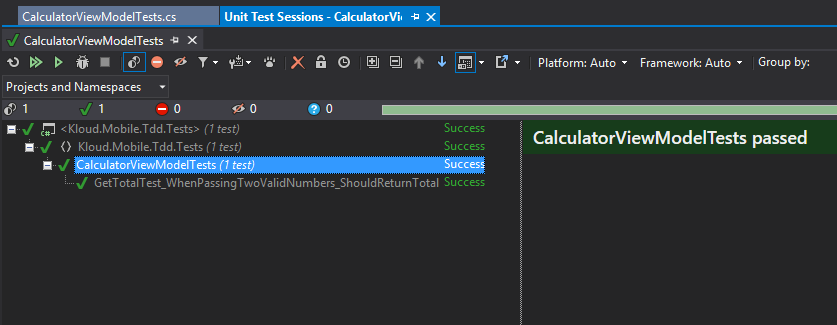 CalculatorViewModelTests.cs Unit Test Sessions - CalculatorVi
CalculatorViewModelTests
Platform: Auto Framework: Auto Group by:
Projects and Namespaces
1 1 0 0 0
<Kloud.Mobile.Tdd.Tests> (1 test) Success
Kloud.Mobile.Tdd.Tests (1 test) Success
CalculatorViewModelTests (1 test) Success
GetTotalTest_WhenPassingTwoValidNumbers_ShouldReturnTotal Success
CalculatorViewModelTests passed